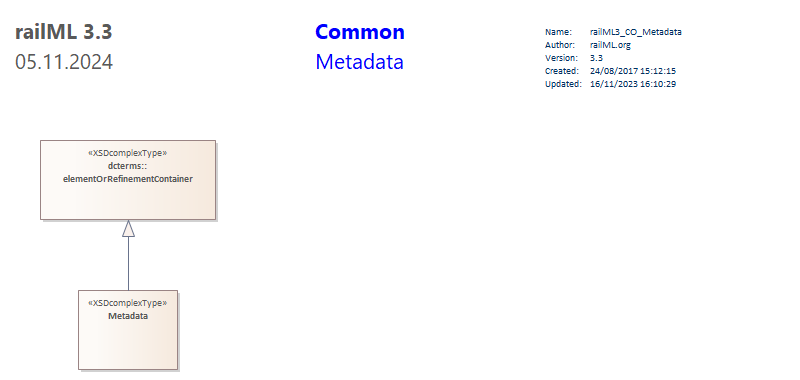 railML 3.3
05.11.2024
Common
Metadata
Name: railML3_CO_Metadata
Author: railML.org
Version: 3.3
Created: 24/08/2017 15:12:15
Updated: 16/11/2023 16:10:29
«XSDcomplexType»
dcterms::
elementOrRefinementContainer
«XSDcomplexType»
Metadata